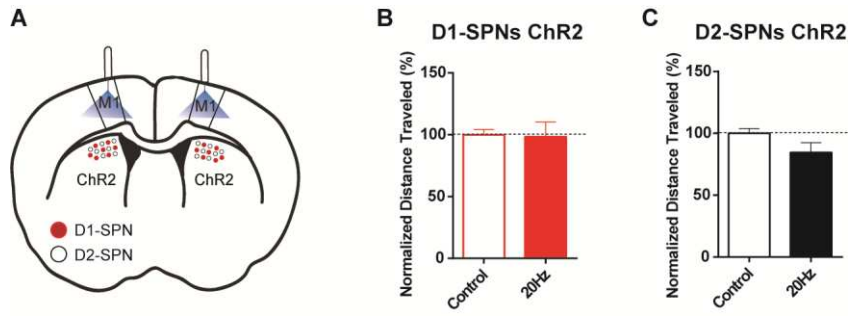 A
M1
M1
ChR2
ChR2
D1-SPN
D2-SPN
B
D1-SPNs ChR2
Normalized Distance Traveled (%)
150
100
50
0
Control
20Hz
C
D2-SPNs ChR2
Normalized Distance Traveled (%)
150
100
50
0
Control
20Hz